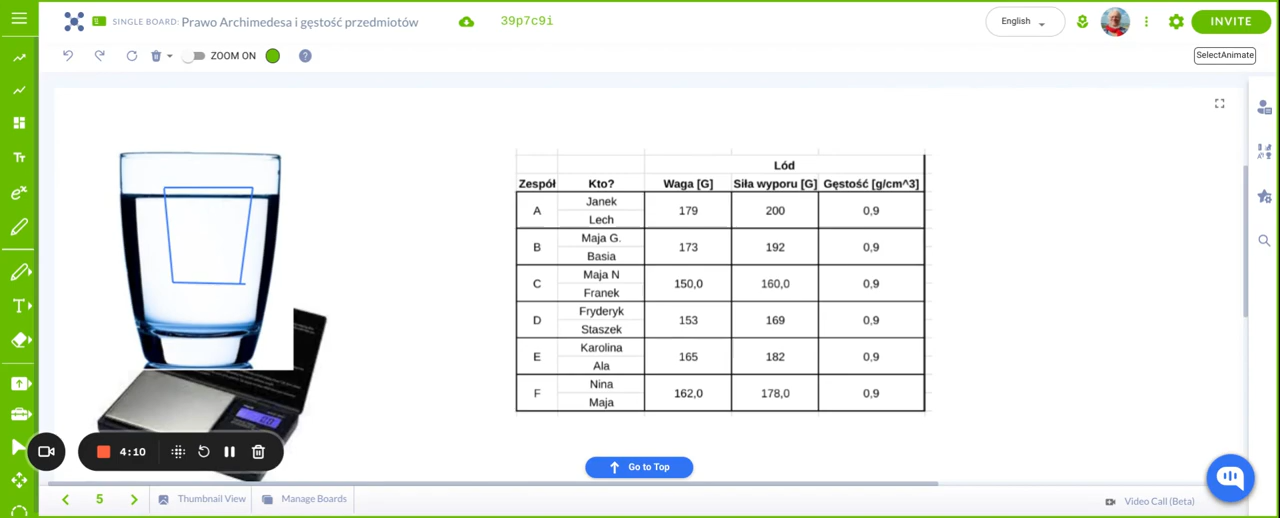 SINGLE BOARD: Prawo Archimedesa i gęstość przedmiotów
39p7c9i
English
INVITE
ZOOM ON
SelectAnimate
Lód
Zespół Kto? Waga [G] Siła wyporu [G] Gęstość [g/cm^3]
A Janek Lech 179 200 0,9
B Maja G. Basia 173 192 0,9
C Maja N Franek 150,0 160,0 0,9
D Fryderyk Staszek 153 169 0,9
E Karolina Ala 165 182 0,9
F Nina Maja 162,0 178,0 0,9
4:10
Go to Top
5 Thumbnail View Manage Boards Video Call (Beta)